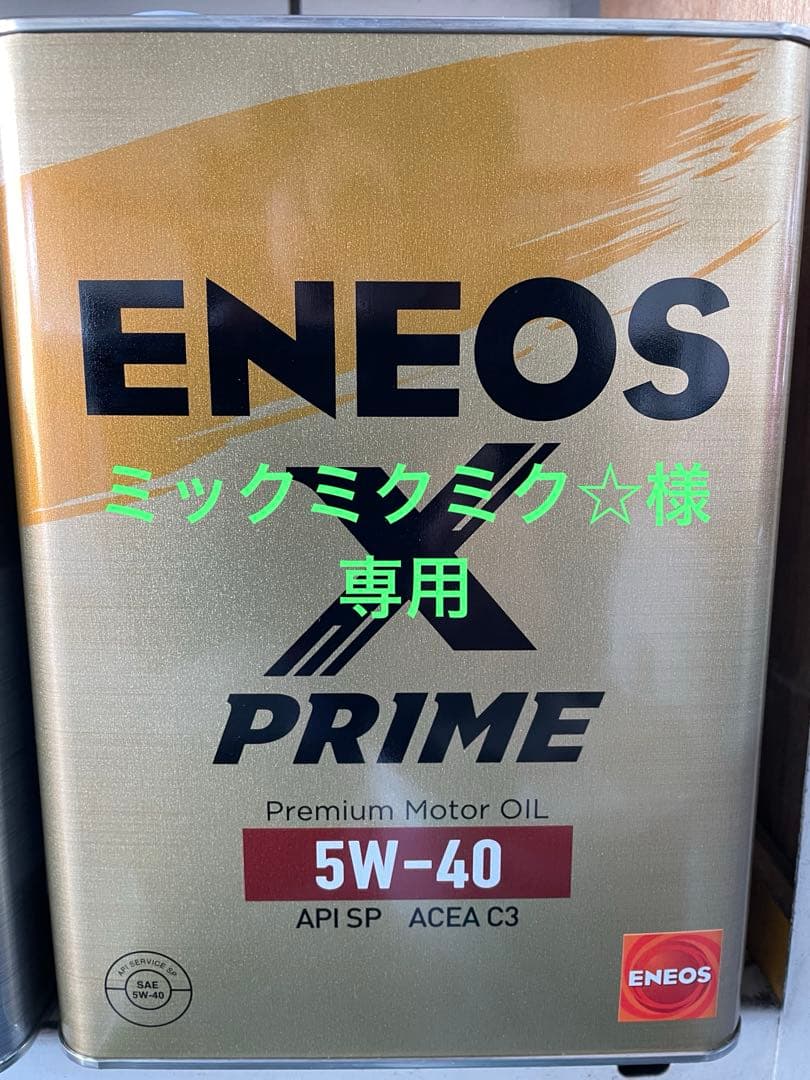 ENEOS
ミックミクミク☆様
専用
X
PRIME
Premium Motor OIL
5W-40
API SP ACEA C3
API SERVICE SP
SAE
5W-40
ENEOS